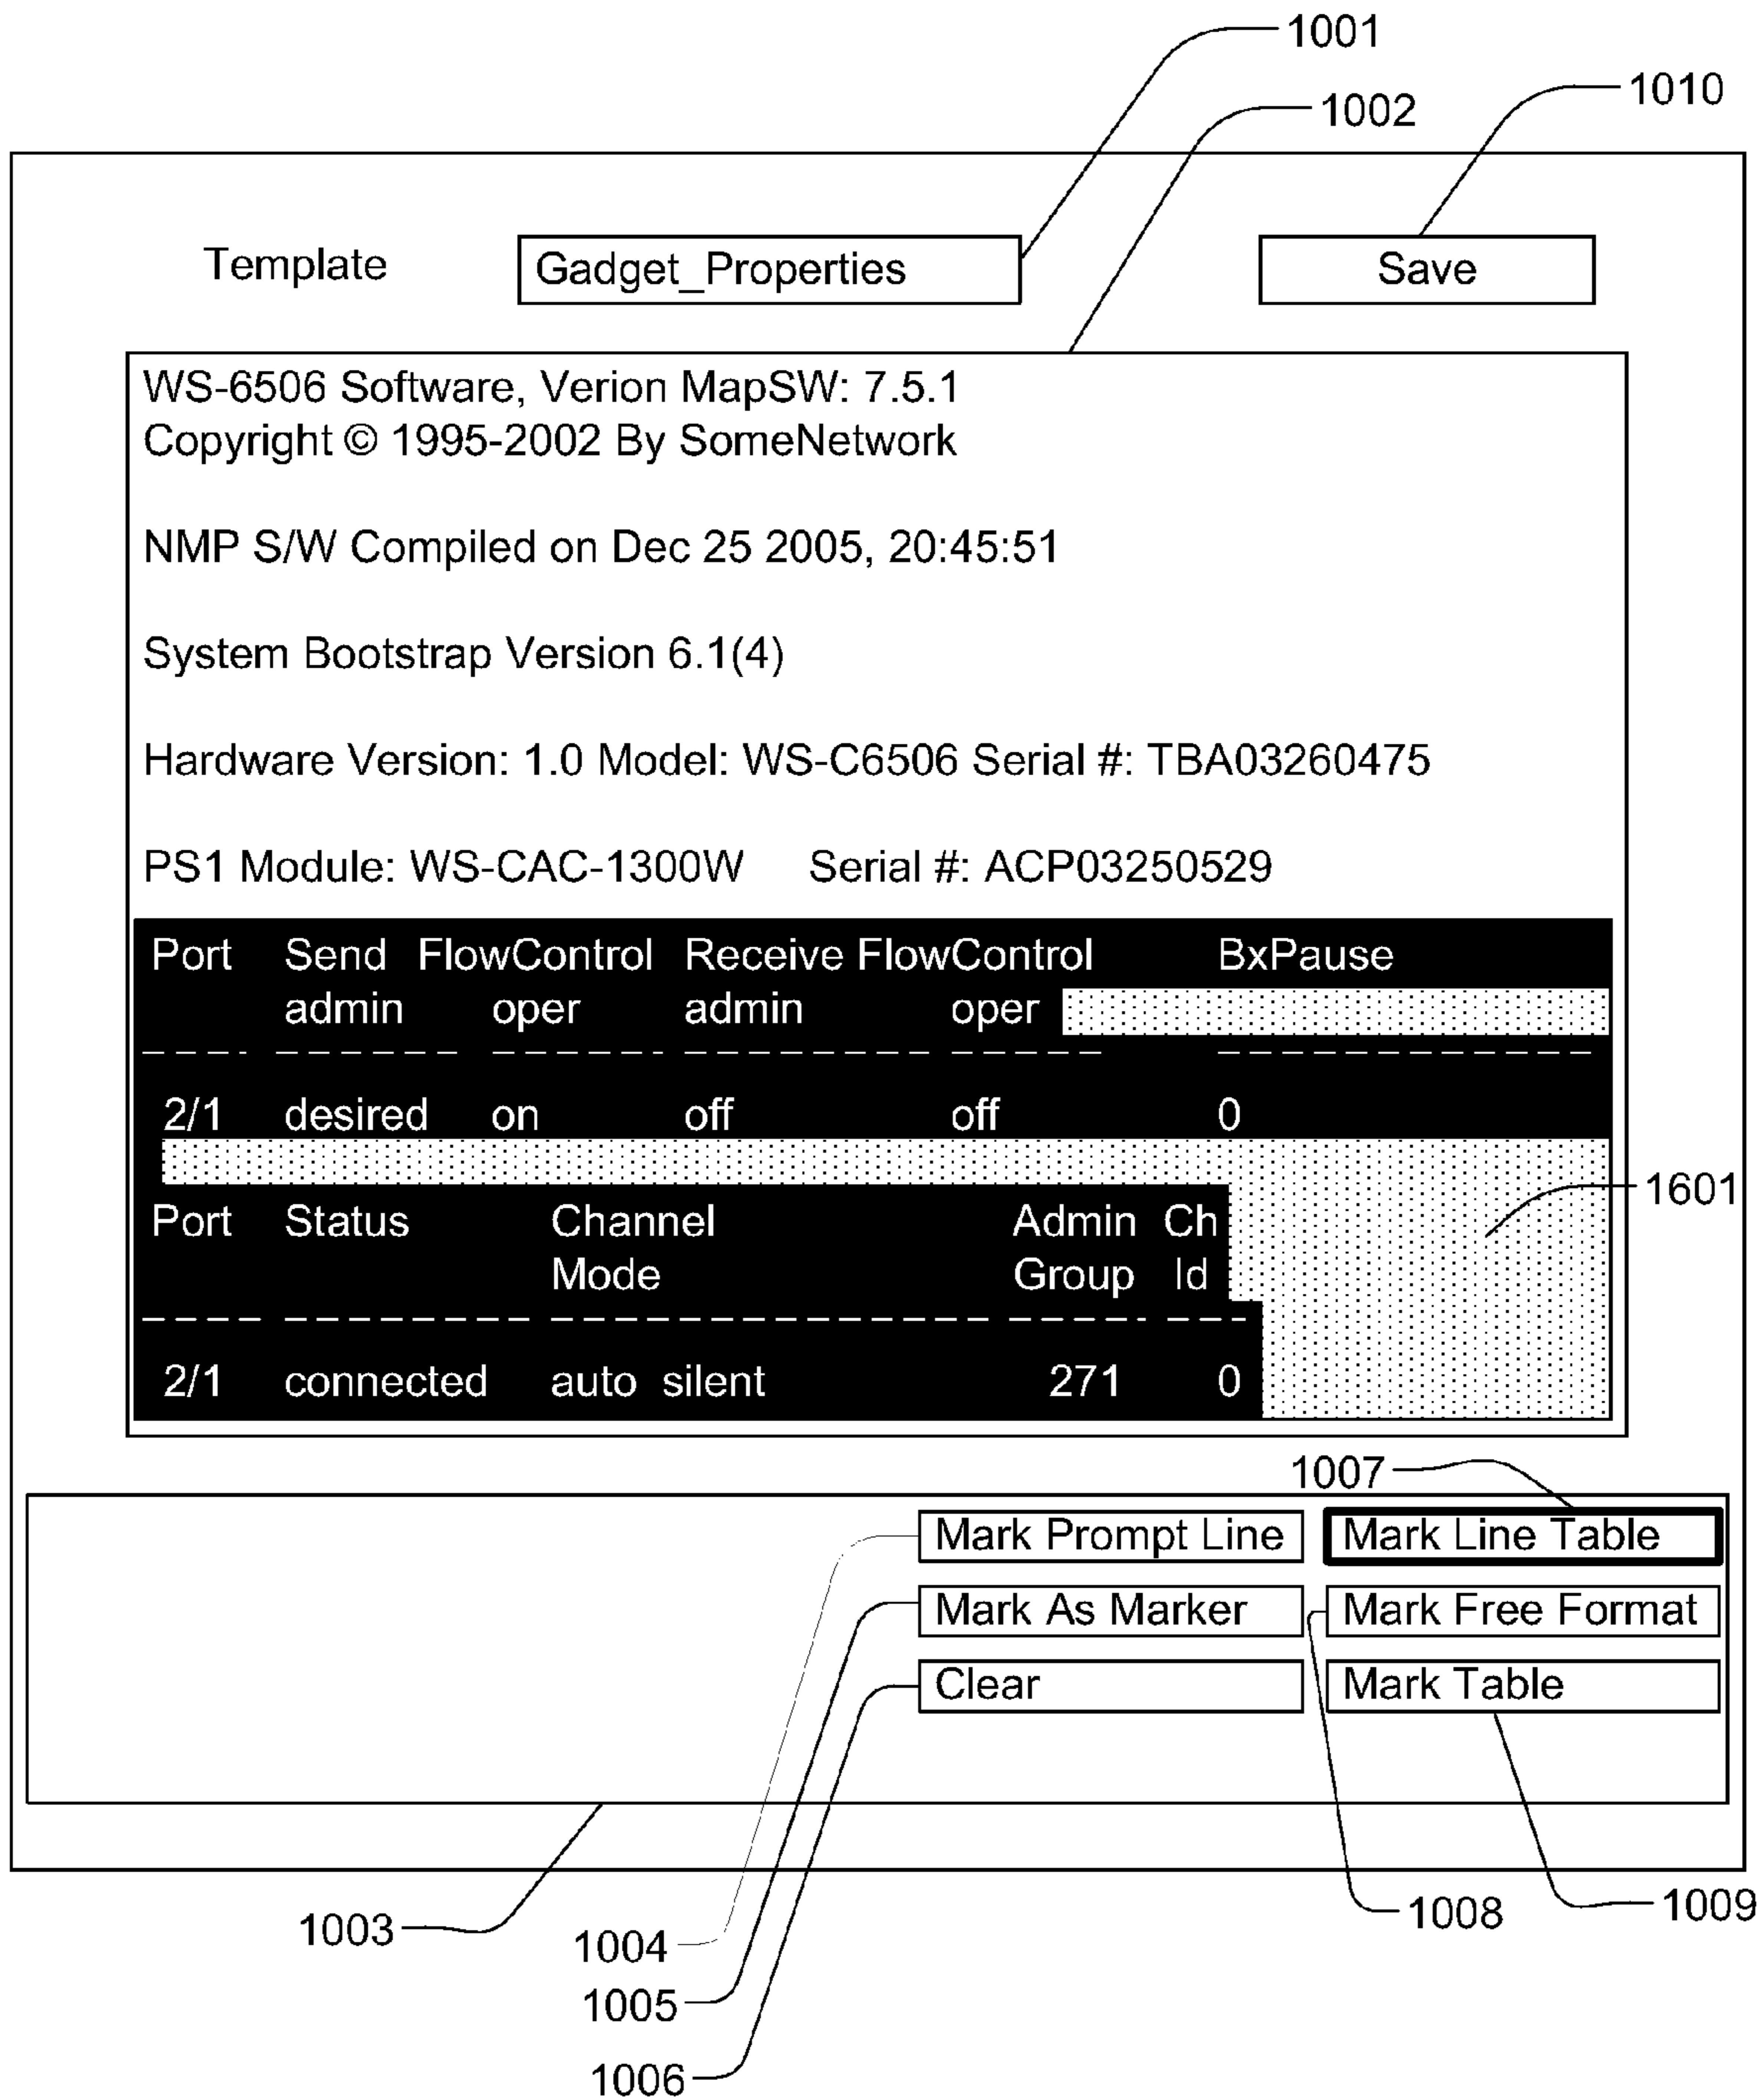 1001
1010
1002
Template Gadget_Properties Save
WS-6506 Software, Verion MapSW: 7.5.1
Copyright © 1995-2002 By SomeNetwork
NMP S/W Compiled on Dec 25 2005, 20:45:51
System Bootstrap Version 6.1(4)
Hardware Version: 1.0 Model: WS-C6506 Serial #: TBA03260475
PS1 Module: WS-CAC-1300W Serial #: ACP03250529
Port Send FlowControl Receive FlowControl BxPause
admin oper admin oper
2/1 desired on off off 0
1601
Port Status Channel Admin Ch
Mode Group Id
2/1 connected auto silent 271 0
1007
Mark Prompt Line Mark Line Table
Mark As Marker Mark Free Format
Clear Mark Table
1008 1009
1003 1004
1005
1006